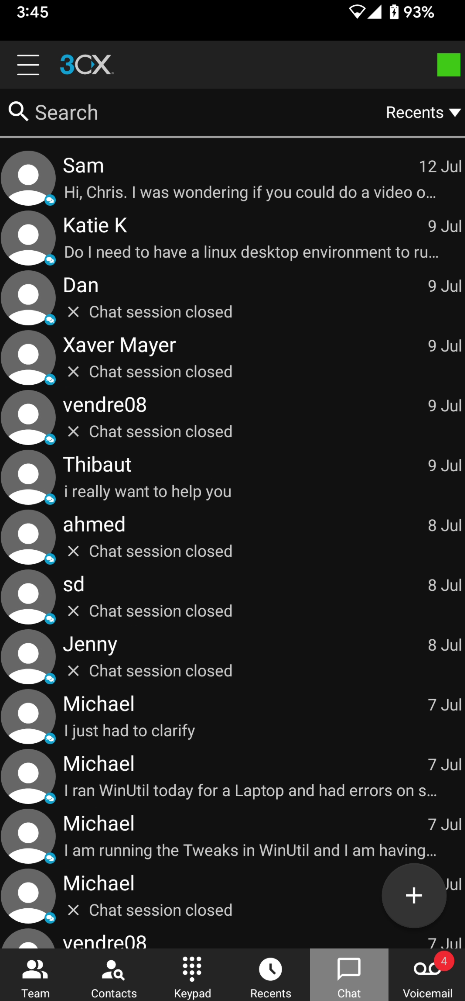 3:45
93%
3CX
Search
Recents
Sam
12 Jul
Hi, Chris. I was wondering if you could do a video o…
Katie K
9 Jul
Do I need to have a linux desktop environment to ru…
Dan
9 Jul
Chat session closed
Xaver Mayer
9 Jul
Chat session closed
vendre08
9 Jul
Chat session closed
Thibaut
9 Jul
i really want to help you
ahmed
8 Jul
Chat session closed
sd
8 Jul
Chat session closed
Jenny
8 Jul
Chat session closed
Michael
7 Jul
I just had to clarify
Michael
7 Jul
I ran WinUtil today for a Laptop and had errors on s…
Michael
7 Jul
I am running the Tweaks in WinUtil and I am having…
Michael
Jul
Chat session closed
vendre08
7 Jul
4
Team
Contacts
Keypad
Recents
Chat
Voicemail